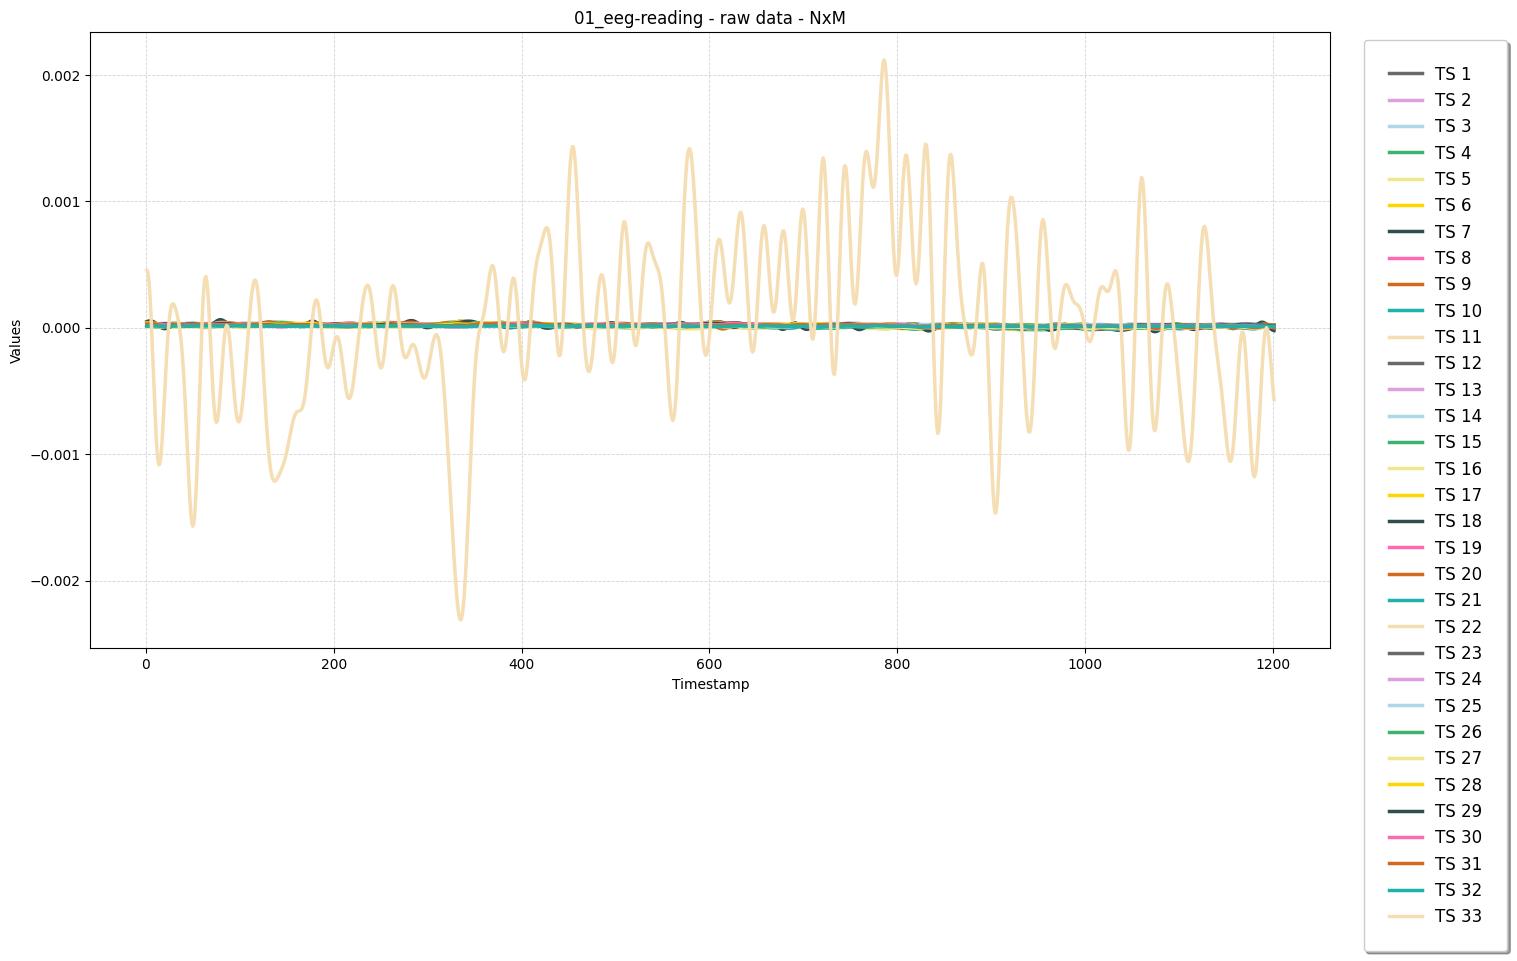 01_eeg-reading - raw data - NxM
0.002
0.001
0.000
−0.001
−0.002
Values
0 200 400 600 800 1000 1200
Timestamp
TS 1
TS 2
TS 3
TS 4
TS 5
TS 6
TS 7
TS 8
TS 9
TS 10
TS 11
TS 12
TS 13
TS 14
TS 15
TS 16
TS 17
TS 18
TS 19
TS 20
TS 21
TS 22
TS 23
TS 24
TS 25
TS 26
TS 27
TS 28
TS 29
TS 30
TS 31
TS 32
TS 33